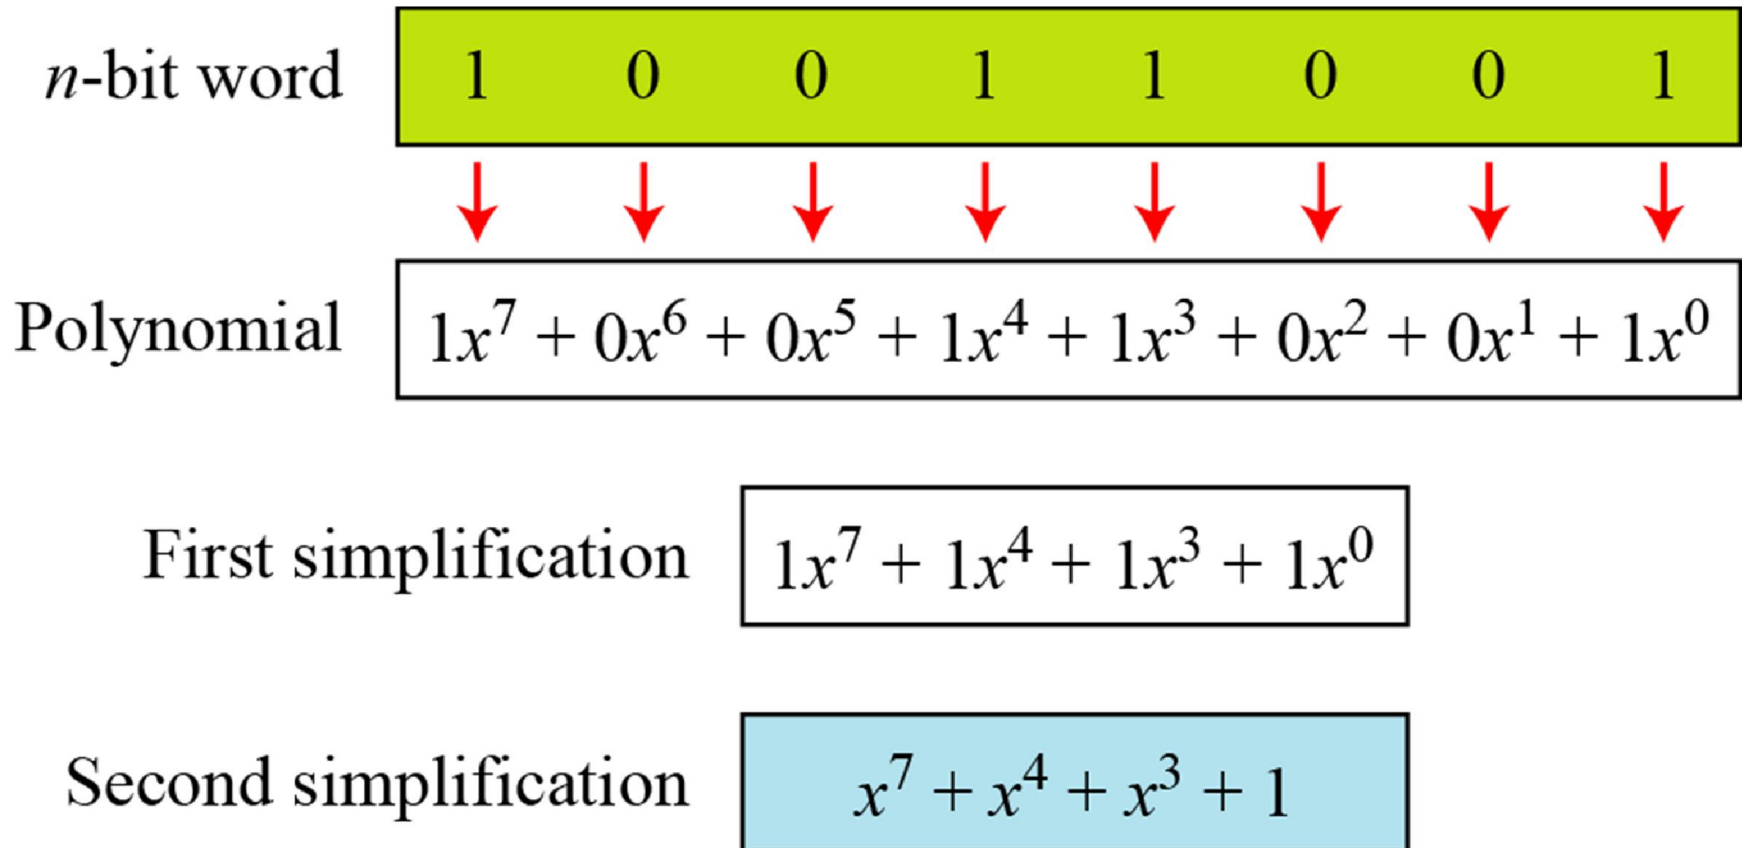 n-bit word 1 0 0 1 1 0 0 1
Polynomial 1x⁷ + 0x⁶ + 0x⁵ + 1x⁴ + 1x³ + 0x² + 0x¹ + 1x⁰
First simplification 1x⁷ + 1x⁴ + 1x³ + 1x⁰
Second simplification x⁷ + x⁴ + x³ + 1